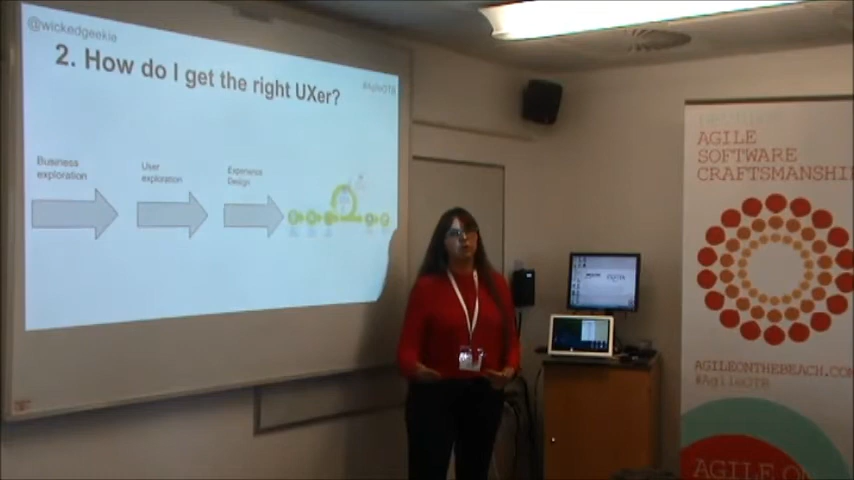 @wickedgeekie
2. How do I get the right UXer?
#AgileOTB
Business
exploration
User
exploration
Experience
Design
AGILE
SOFTWARE
CRAFTSMANSHI
AGILEONTHEBEACH.COM
#AgileOTB
AGILE ON